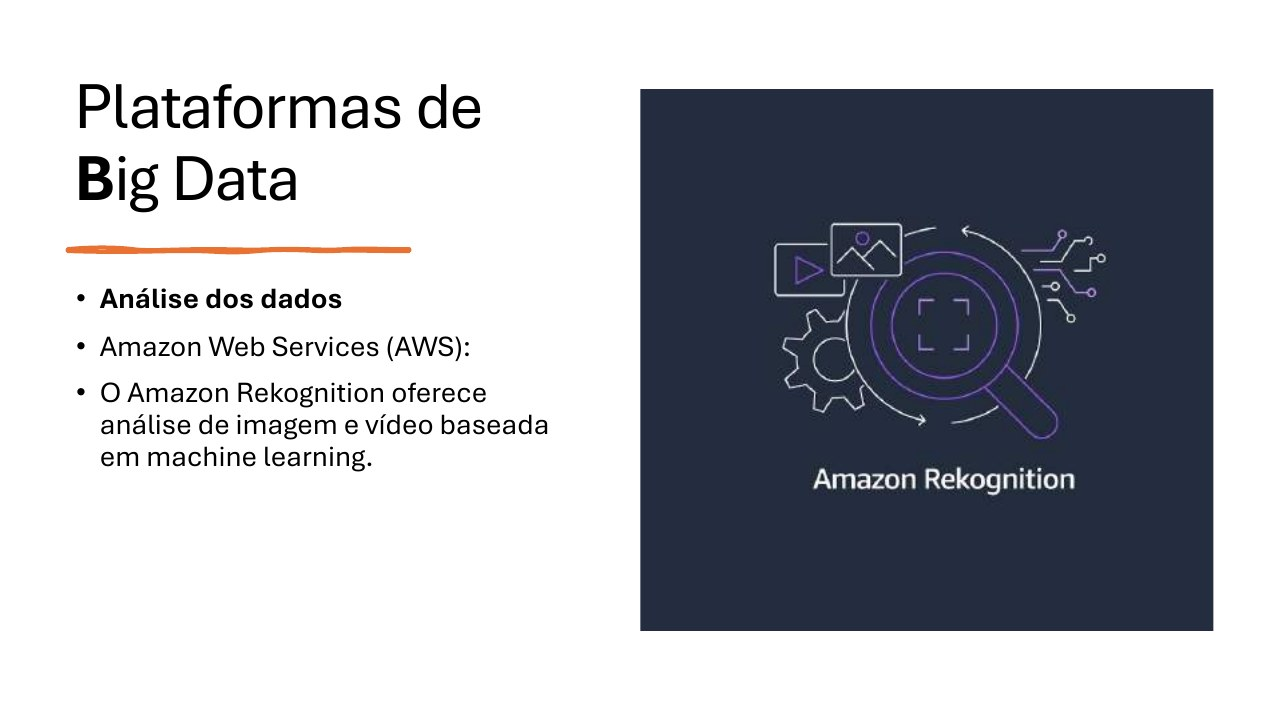 Plataformas de
Big Data
• Análise dos dados
• Amazon Web Services (AWS):
• O Amazon Rekognition oferece
análise de imagem e vídeo baseada
em machine learning.
Amazon Rekognition